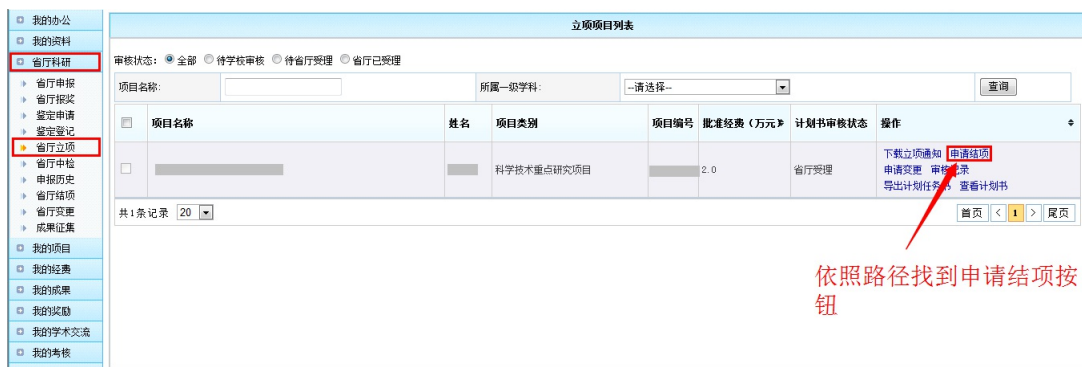 我的办公
我的资料
省厅科研
省厅申报
省厅报奖
鉴定申请
鉴定登记
省厅立项
省厅中检
申报历史
省厅结项
省厅变更
成果征集
我的项目
我的经费
我的成果
我的奖励
我的学术交流
我的考核
立项项目列表
审核状态: 全部 待学校审核 待省厅受理 省厅已受理
项目名称: 所属一级学科: --请选择-- 查询
项目名称 姓名 项目类别 项目编号 批准经费(万元) 计划书审核状态 操作
科学技术重点研究项目 2.0 省厅受理
下载立项通知 申请结项
申请变更 审核记录
导出计划任务书 查看计划书
共1条记录 20 首页 < 1 > 尾页
依照路径找到申请结项按
钮